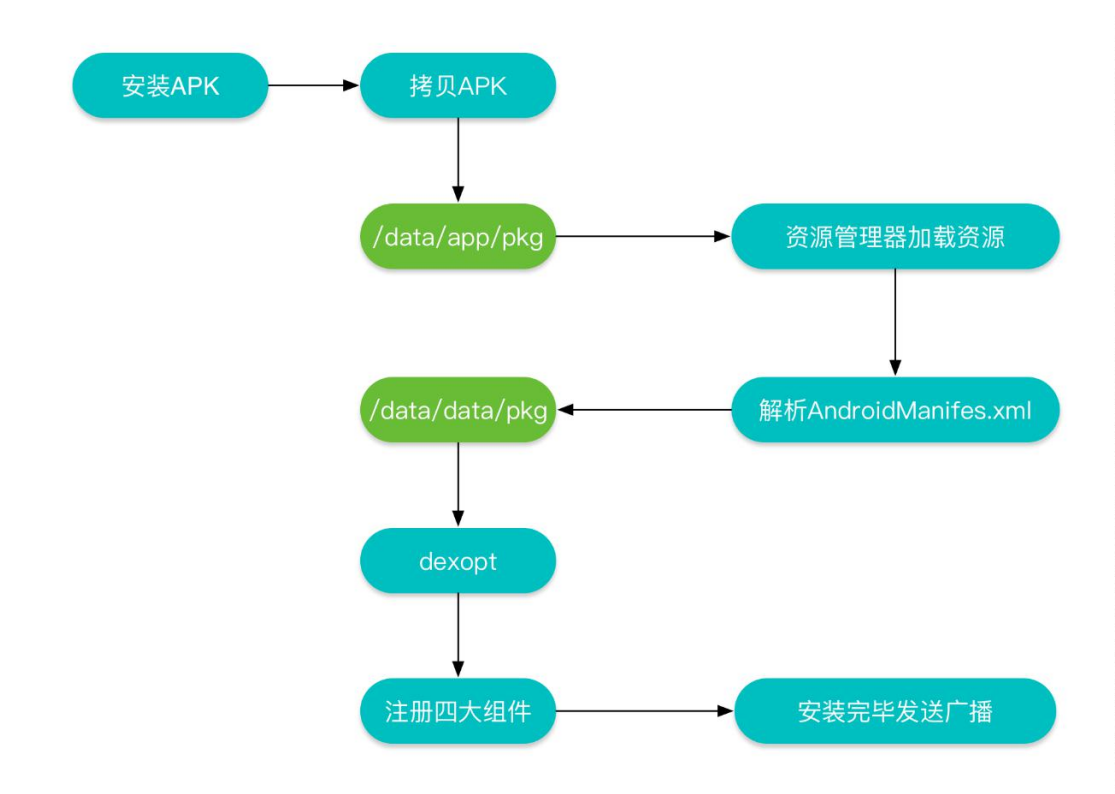 安装APK
拷贝APK
/data/app/pkg
资源管理器加载资源
解析AndroidManifes.xml
/data/data/pkg
dexopt
注册四大组件
安装完毕发送广播